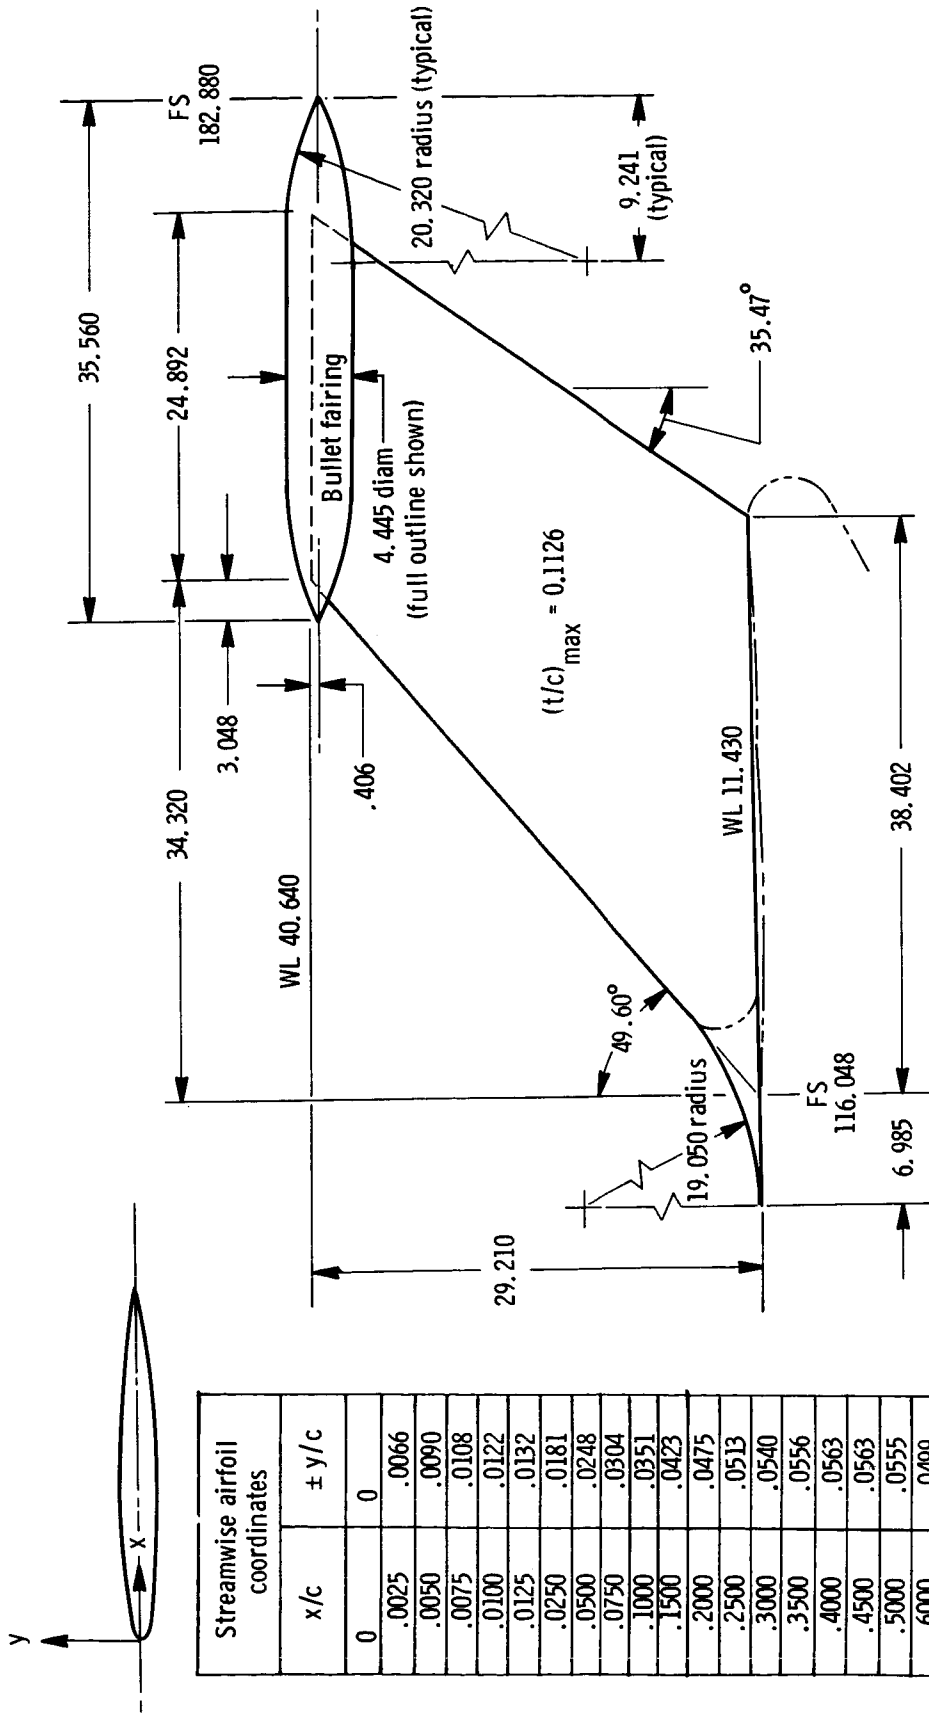 y
x
Streamwise airfoil
coordinates
x/c ± y/c
0 0
.0025 .0066
.0050 .0090
.0075 .0108
.0100 .0122
.0125 .0132
.0250 .0181
.0500 .0248
.0750 .0304
.1000 .0351
.1500 .0423
.2000 .0475
.2500 .0513
.3000 .0540
.3500 .0556
.4000 .0563
.4500 .0563
.5000 .0555
.6000
35.560
FS
182.880
24.892
34.320
3.048
.406
WL 40.640
Bullet fairing
4.445 diam
(full outline shown)
20.320 radius (typical)
9.241
(typical)
35.47°
(t/c)max = 0.1126
49.60°
19.050 radius
29.210
WL 11.430
FS
116.048
6.985
38.402